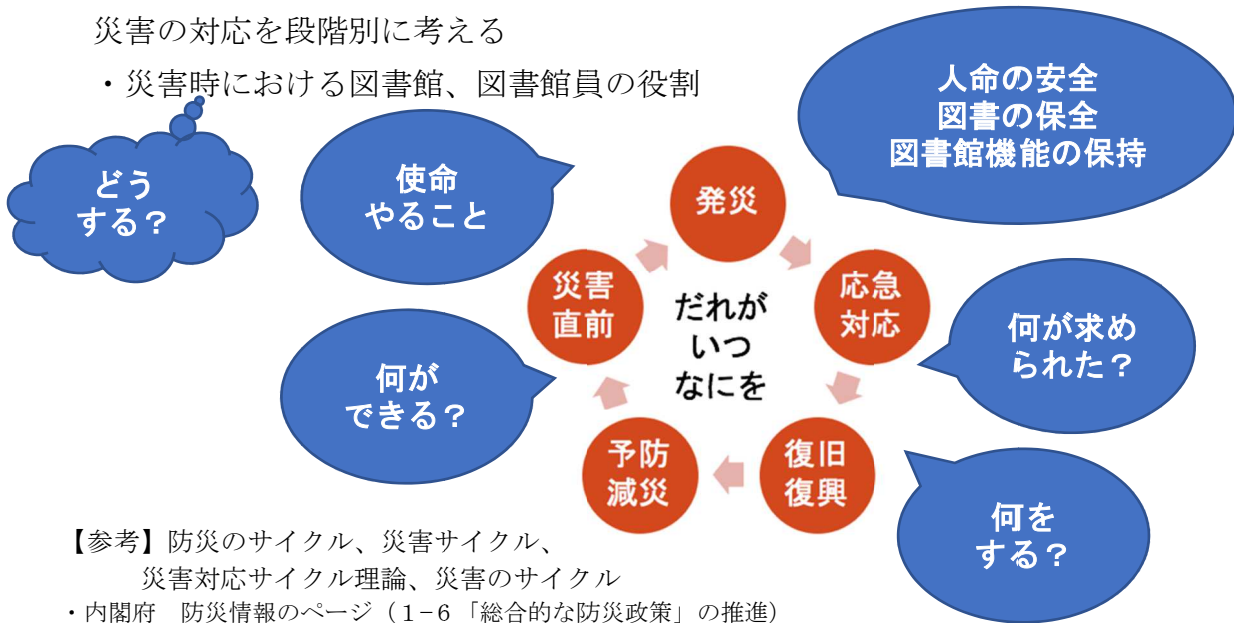 災害の対応を段階別に考える
・災害時における図書館、図書館員の役割
どう
する？
使命
やること
人命の安全
図書の保全
図書館機能の保持
発災
応急
対応
復旧
復興
予防
減災
災害
直前
だれが
いつ
なにを
何が求め
られた？
何が
できる？
何を
する？
【参考】防災のサイクル、災害サイクル、
災害対応サイクル理論、災害のサイクル
・内閣府　防災情報のページ（１−６「総合的な防災政策」の推進）